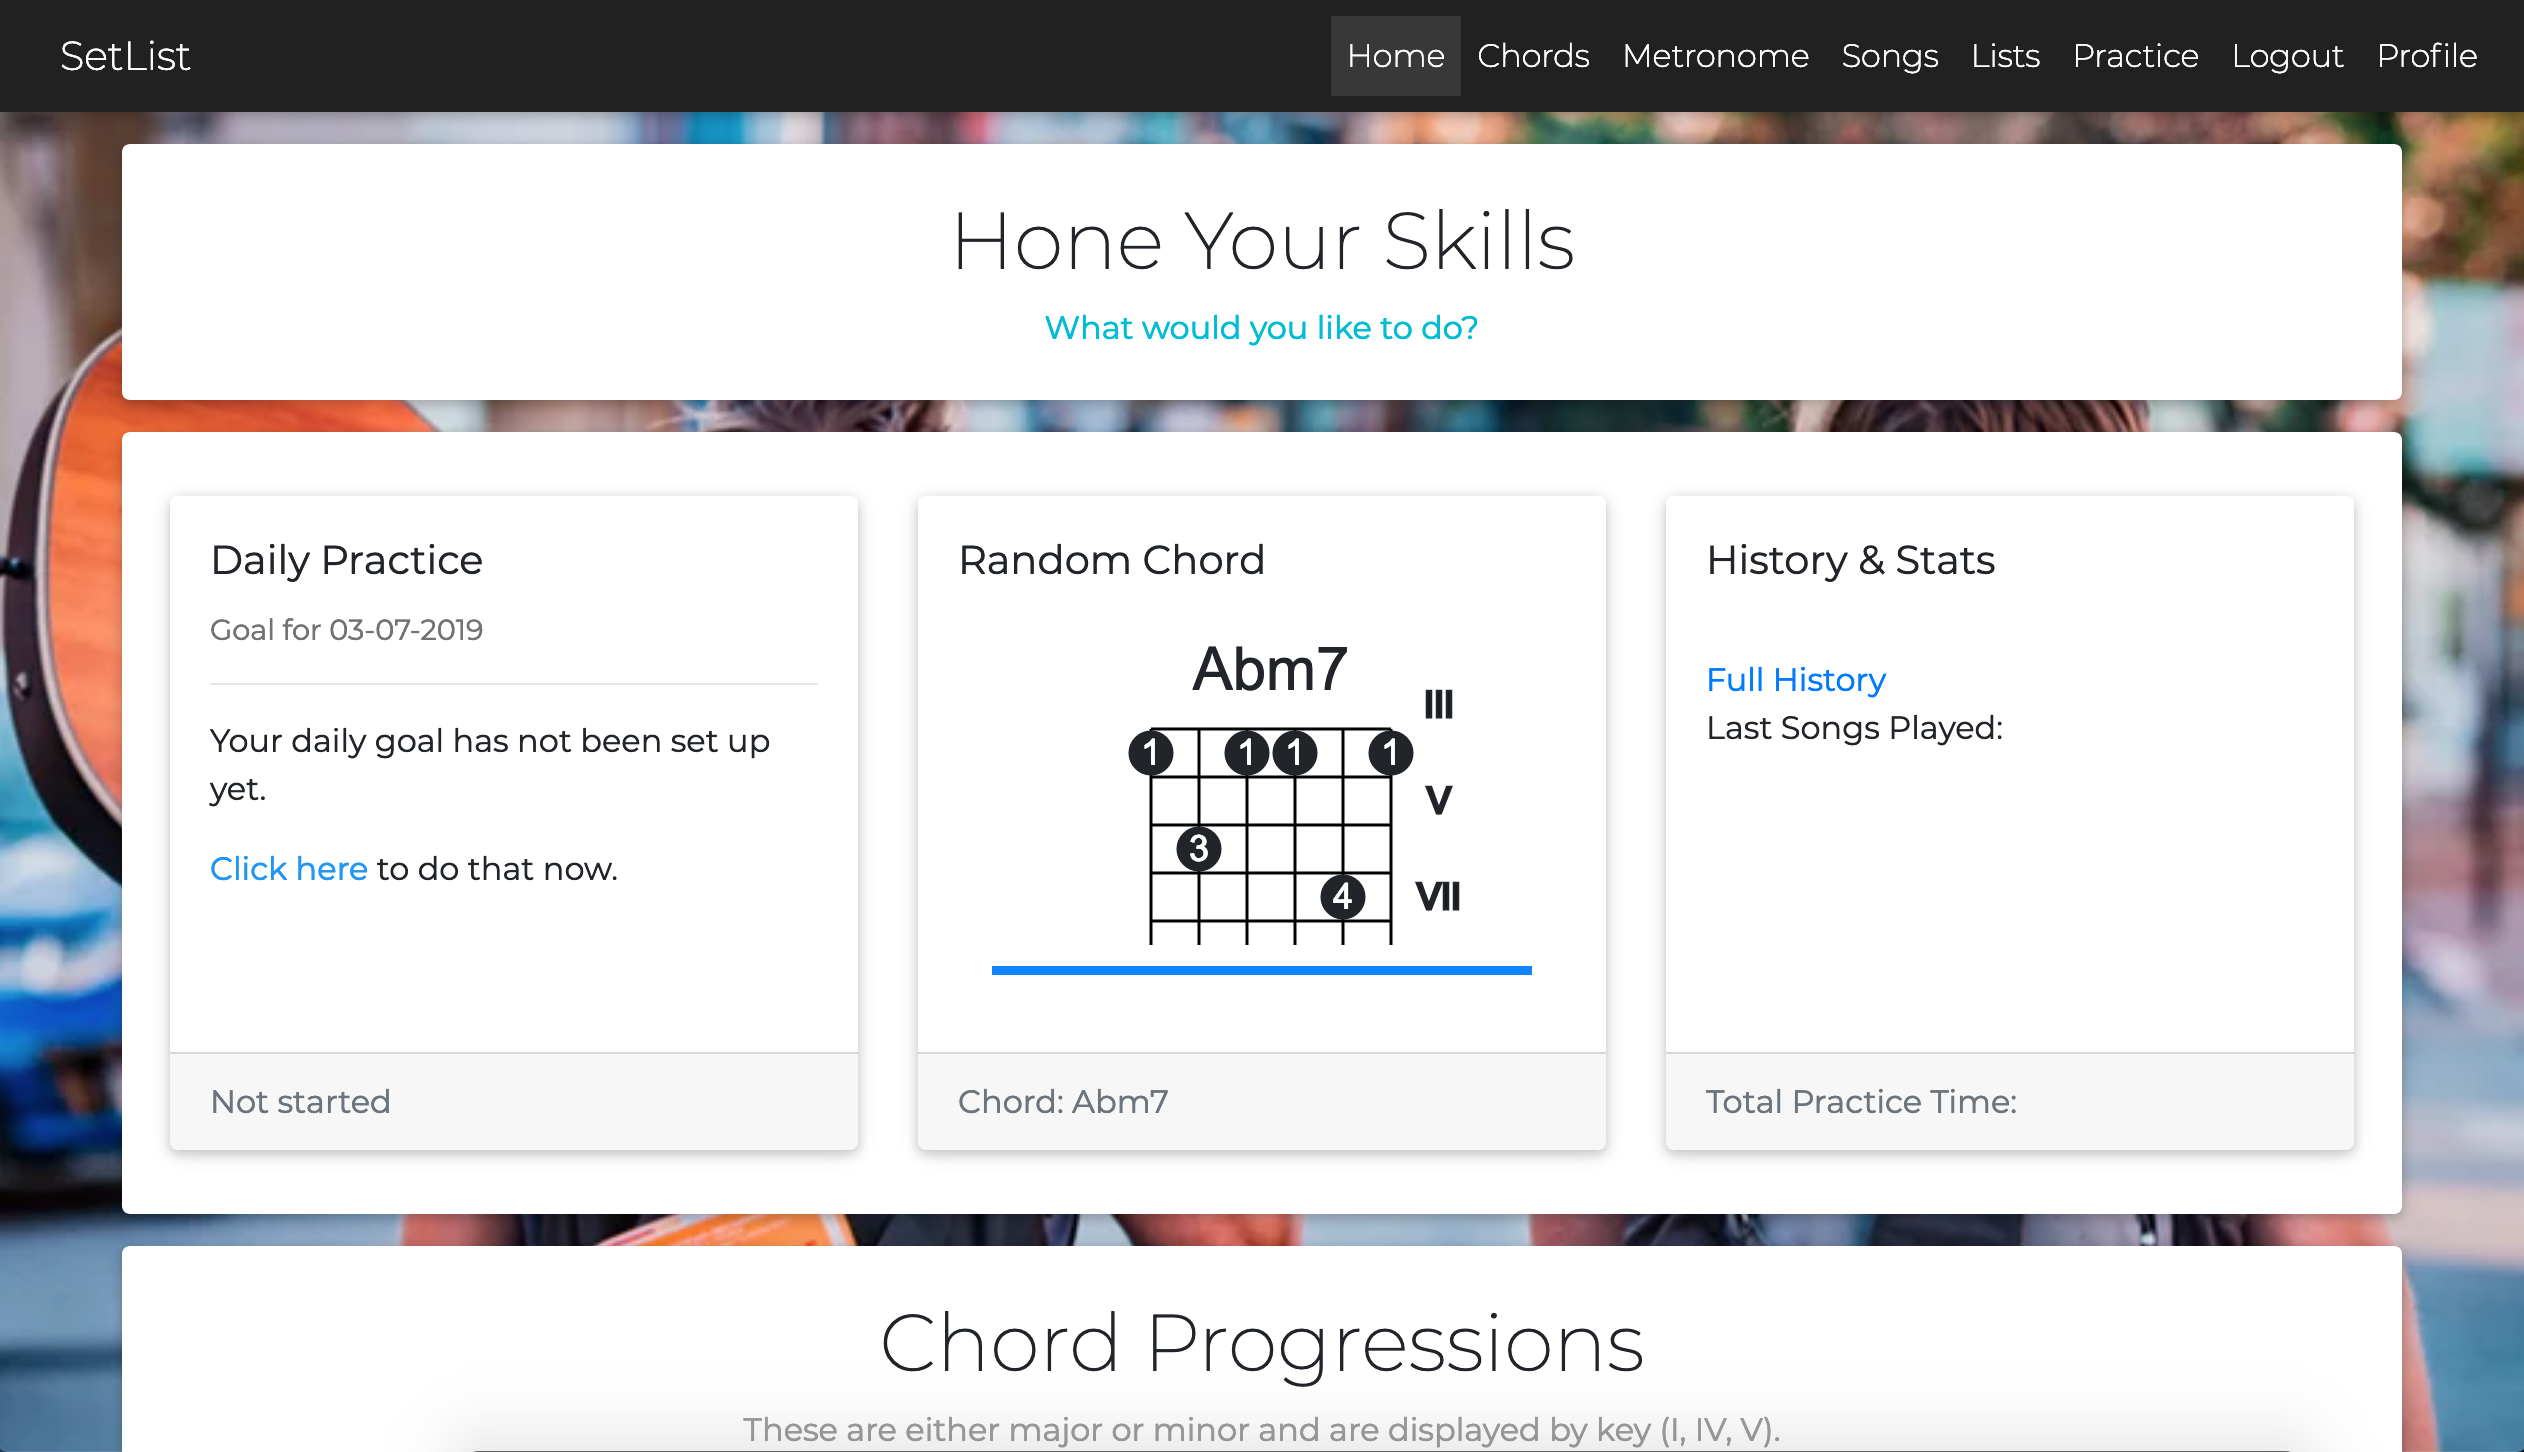 SetList
Home Chords Metronome Songs Lists Practice Logout Profile
Hone Your Skills
What would you like to do?
Daily Practice
Goal for 03-07-2019
Your daily goal has not been set up
yet.
Click here to do that now.
Not started
Random Chord
Abm7
III
1 1 1 1
V
3
4 VII
Chord: Abm7
History & Stats
Full History
Last Songs Played:
Total Practice Time:
Chord Progressions
These are either major or minor and are displayed by key (I, IV, V).